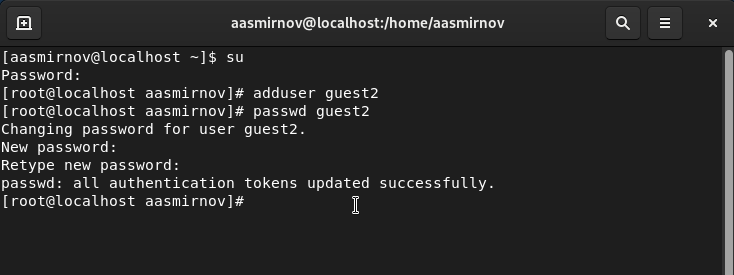 aasmirnov@localhost:/home/aasmirnov
[aasmirnov@localhost ~]$ su
Password:
[root@localhost aasmirnov]# adduser guest2
[root@localhost aasmirnov]# passwd guest2
Changing password for user guest2.
New password:
Retype new password:
passwd: all authentication tokens updated successfully.
[root@localhost aasmirnov]#